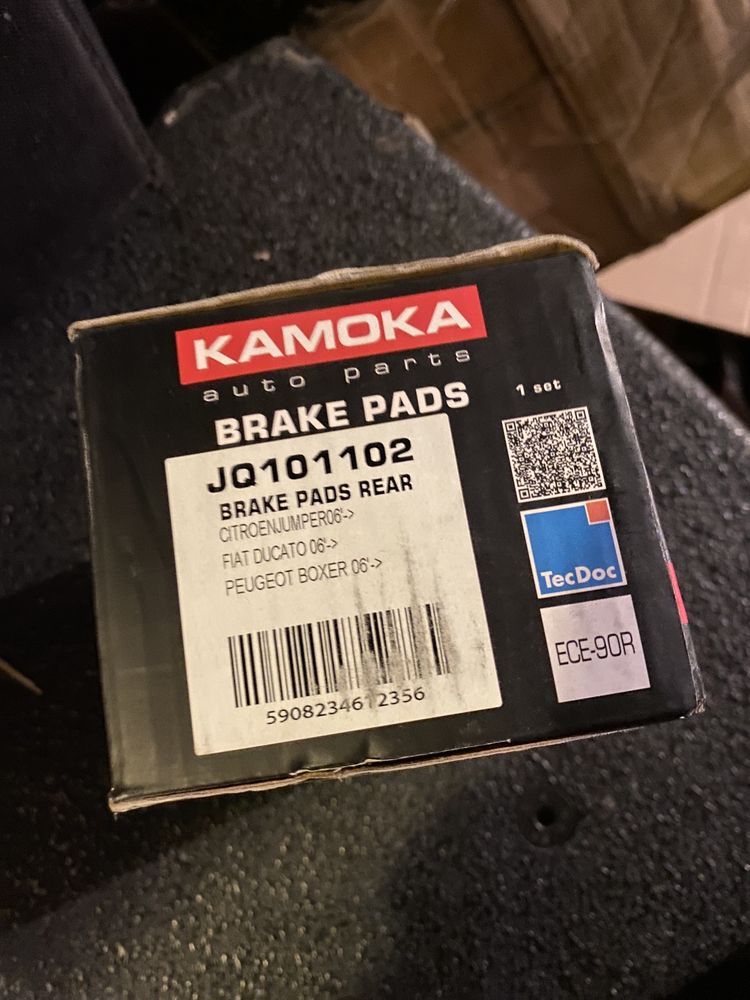 KAMOKA
auto parts
BRAKE PADS
1 set
JQ101102
BRAKE PADS REAR
CITROENJUMPER06'->
FIAT DUCATO 06'->
PEUGEOT BOXER 06'->
TecDoc
ECE-90R
5908234612356